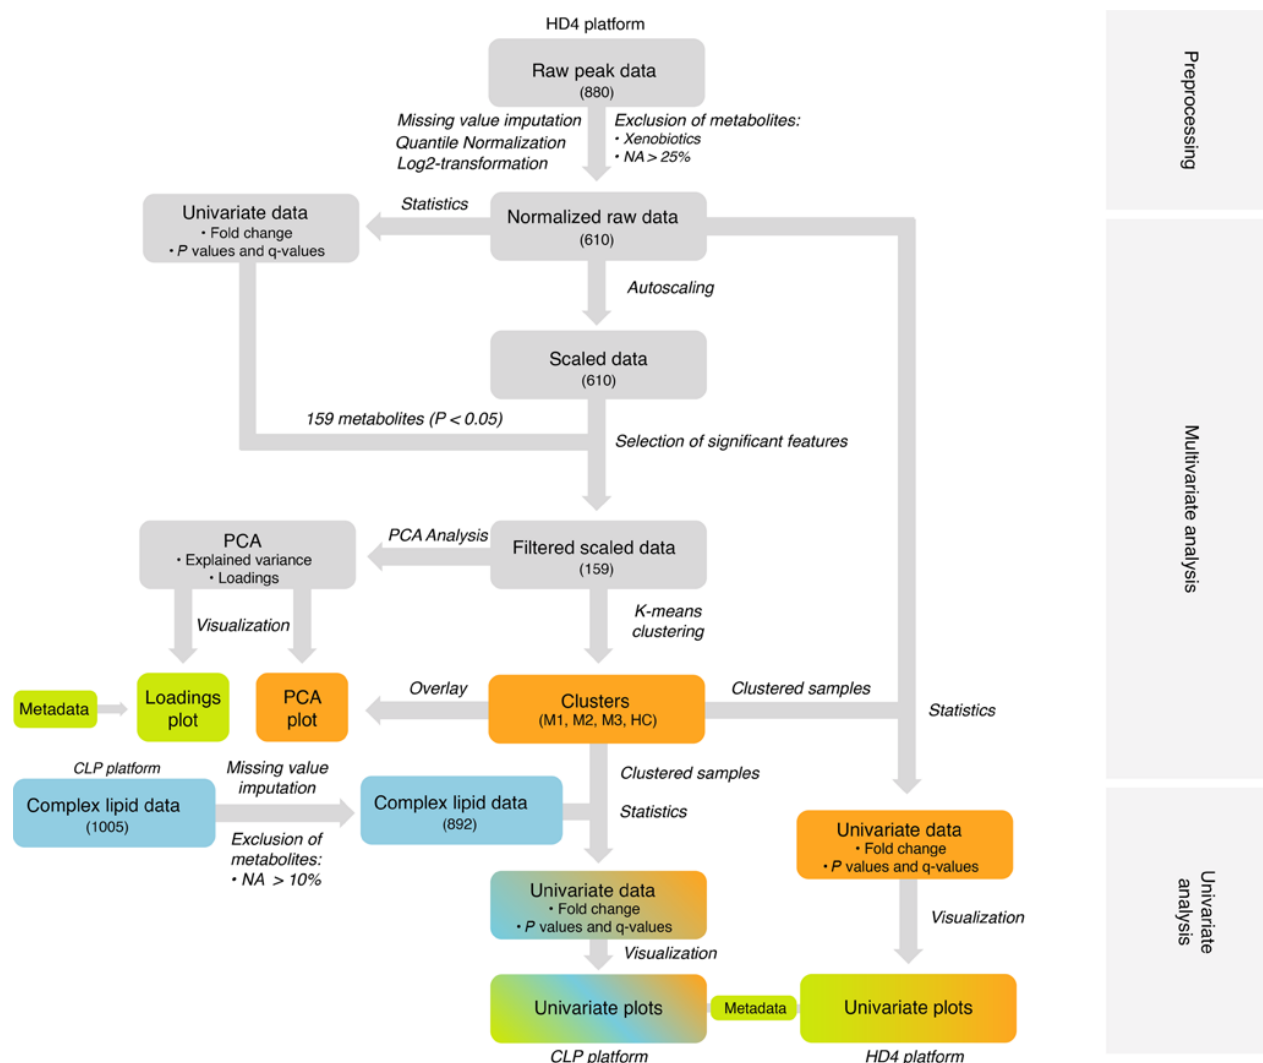 HD4 platform
Raw peak data
(880)
Missing value imputation
Quantile Normalization
Log2-transformation
Exclusion of metabolites:
• Xenobiotics
• NA > 25%
Preprocessing
Univariate data
• Fold change
• P values and q-values
Statistics
Normalized raw data
(610)
Autoscaling
Scaled data
(610)
159 metabolites (P < 0.05)
Selection of significant features
Multivariate analysis
PCA
• Explained variance
• Loadings
PCA Analysis
Filtered scaled data
(159)
Visualization
K-means
clustering
Metadata
Loadings
plot
PCA
plot
Overlay
Clusters
(M1, M2, M3, HC)
Clustered samples
Statistics
CLP platform
Complex lipid data
(1005)
Missing value
imputation
Exclusion of
metabolites:
• NA > 10%
Complex lipid data
(892)
Clustered samples
Statistics
Univariate data
• Fold change
• P values and q-values
Univariate data
• Fold change
• P values and q-values
Univariate
analysis
Visualization
Visualization
Univariate plots
Metadata
Univariate plots
CLP platform
HD4 platform